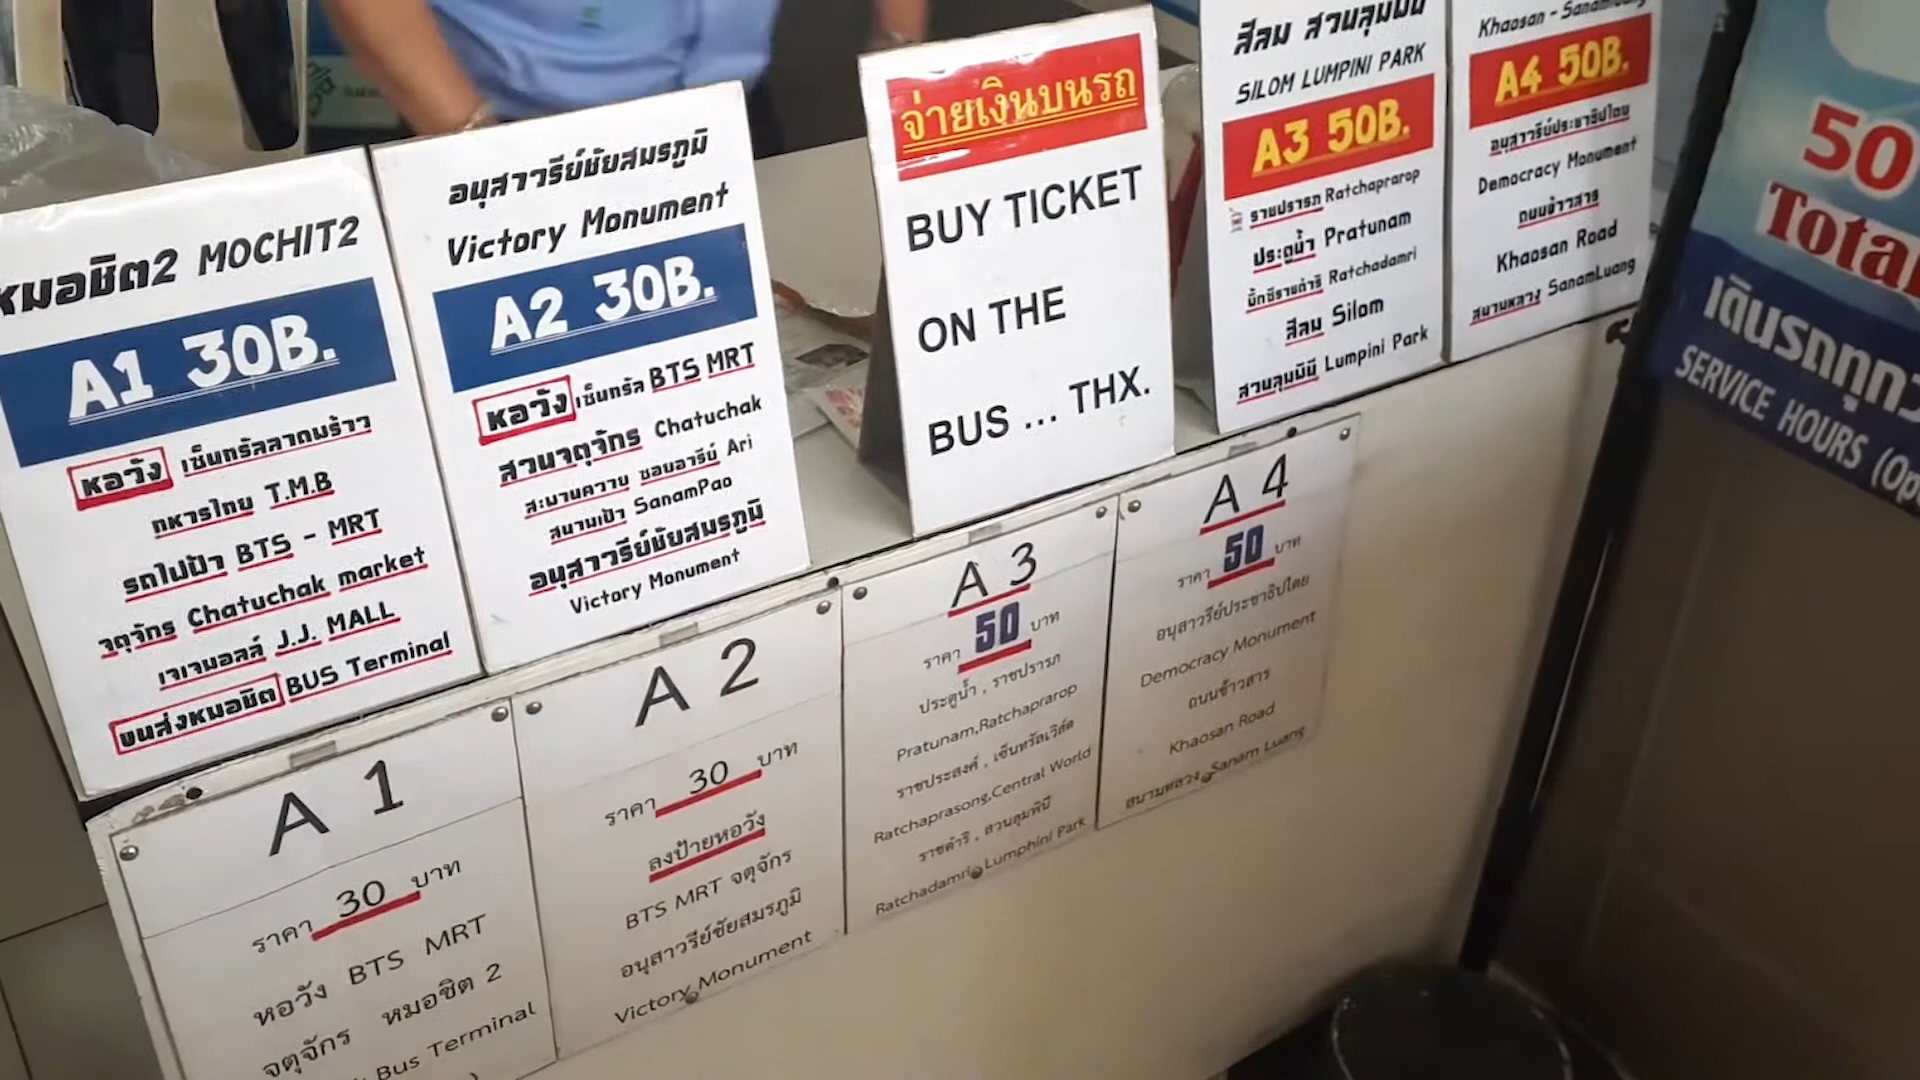 หมอชิต2 MOCHIT2
A1 30B.
หอวัง เซ็นทรัลลาดพร้าว
ทหารไทย T.M.B
รถไฟฟ้า BTS - MRT
จตุจักร Chatuchak market
เจเจมอลล์ J.J. MALL
ขนส่งหมอชิต BUS Terminal
อนุสาวรีย์ชัยสมรภูมิ
Victory Monument
A2 30B.
หอวัง เซ็นทรัล BTS MRT
สวนจตุจักร Chatuchak
สะพานควาย ซอยอารีย์ Ari
สนามเป้า SanamPao
อนุสาวรีย์ชัยสมรภูมิ
Victory Monument
จ่ายเงินบนรถ
BUY TICKET
ON THE
BUS ... THX.
สีลม สวนลุมพินี
SILOM LUMPINI PARK
A3 50B.
ราชปรารภ Ratchaprarop
ประตูน้ำ Pratunam
บิ๊กซีราชดำริ Ratchadamri
สีลม Silom
สวนลุมพินี Lumpini Park
Khaosan - SanamLuang
A4 50B.
อนุสาวรีย์ประชาธิปไตย
Democracy Monument
ถนนข้าวสาร
Khaosan Road
สนามหลวง SanamLuang
50
Total
เดินรถทุกว
SERVICE HOURS (Op
A 1
ราคา 30 บาท
หอวัง BTS MRT
จตุจักร หมอชิต 2
Bus Terminal
A 2
ราคา 30 บาท
ลงป้ายหอวัง
BTS MRT จตุจักร
อนุสาวรีย์ชัยสมรภูมิ
Victory Monument
A 3
ราคา 50 บาท
ประตูน้ำ , ราชปรารภ
Pratunam,Ratchaprarop
ราชประสงค์ , เซ็นทรัลเวิล์ด
Ratchaprasong,Central World
ราชดำริ , สวนลุมพินี
Ratchadamri, Lumphini Park
A 4
ราคา 50 บาท
อนุสาวรีย์ประชาธิปไตย
Democracy Monument
ถนนข้าวสาร
Khaosan Road
สนามหลวง, Sanam Luang